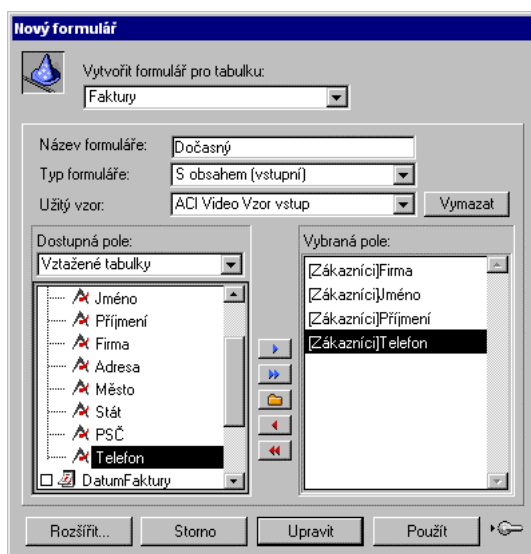 Nový formulář
Vytvořit formulář pro tabulku:
Faktury
Název formuláře: Dočasný
Typ formuláře: S obsahem (vstupní)
Užitý vzor: ACI Video Vzor vstup Vymazat
Dostupná pole:
Vztažené tabulky
Jméno
Příjmení
Firma
Adresa
Město
Stát
PSČ
Telefon
DatumFaktury
Vybraná pole:
[Zákazníci]Firma
[Zákazníci]Jméno
[Zákazníci]Příjmení
[Zákazníci]Telefon
Rozšířit... Storno Upravit Použít